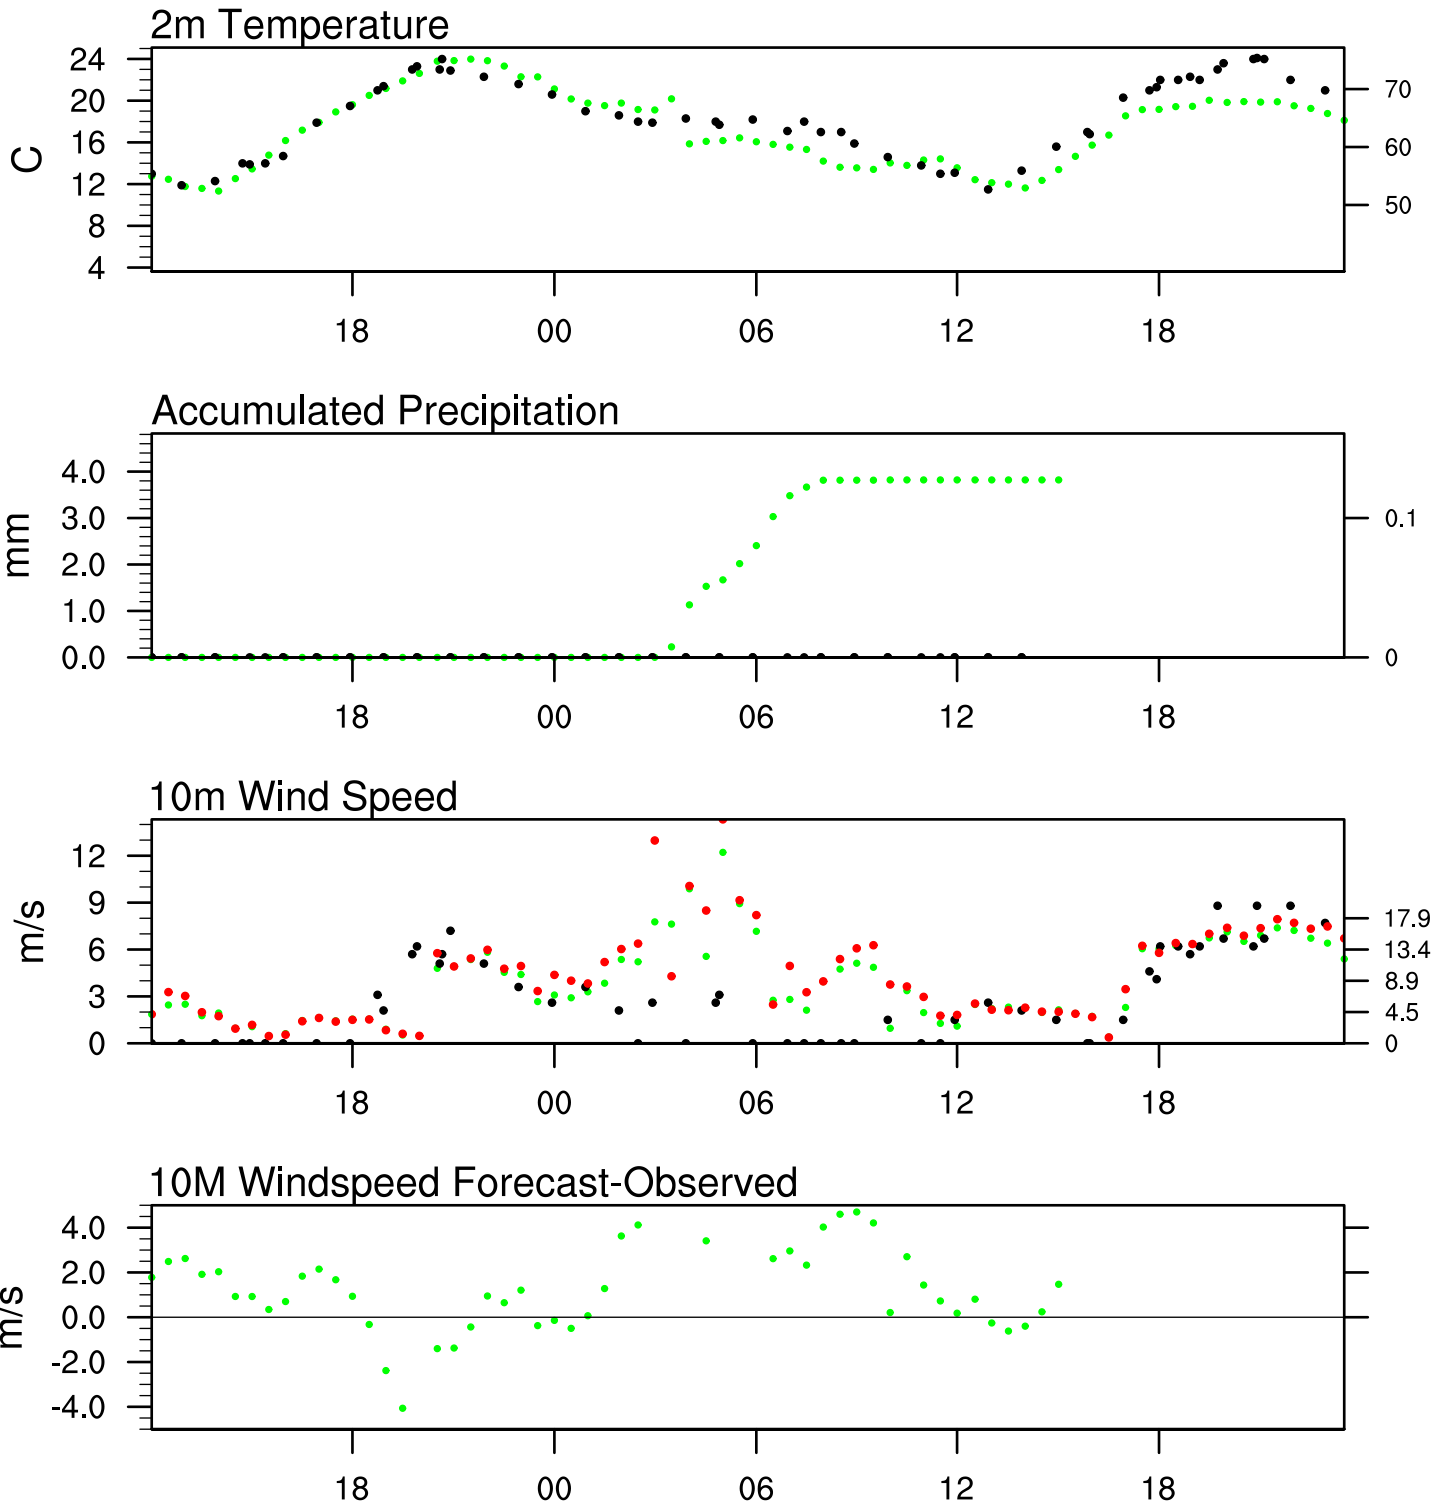 2m Temperature
24
20
16
12
8
4
C
70
60
50
18 00 06 12 18
Accumulated Precipitation
4.0
3.0
2.0
1.0
0.0
mm
0.1
0
18 00 06 12 18
10m Wind Speed
12
9
6
3
0
m/s
17.9
13.4
8.9
4.5
0
18 00 06 12 18
10M Windspeed Forecast-Observed
4.0
2.0
0.0
-2.0
-4.0
m/s
18 00 06 12 18